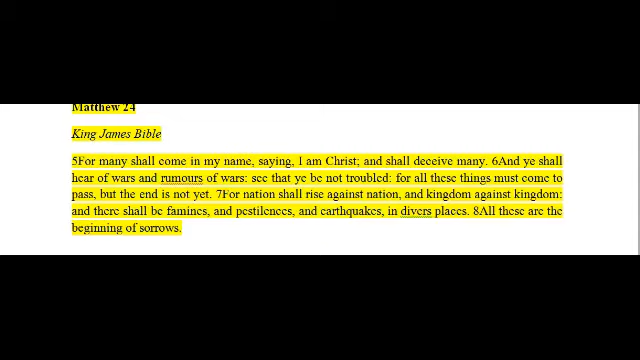 Matthew 24
King James Bible
5For many shall come in my name, saying, I am Christ; and shall deceive many. 6And ye shall
hear of wars and rumours of wars: see that ye be not troubled: for all these things must come to
pass, but the end is not yet. 7For nation shall rise against nation, and kingdom against kingdom:
and there shall be famines, and pestilences, and earthquakes, in divers places. 8All these are the
beginning of sorrows.